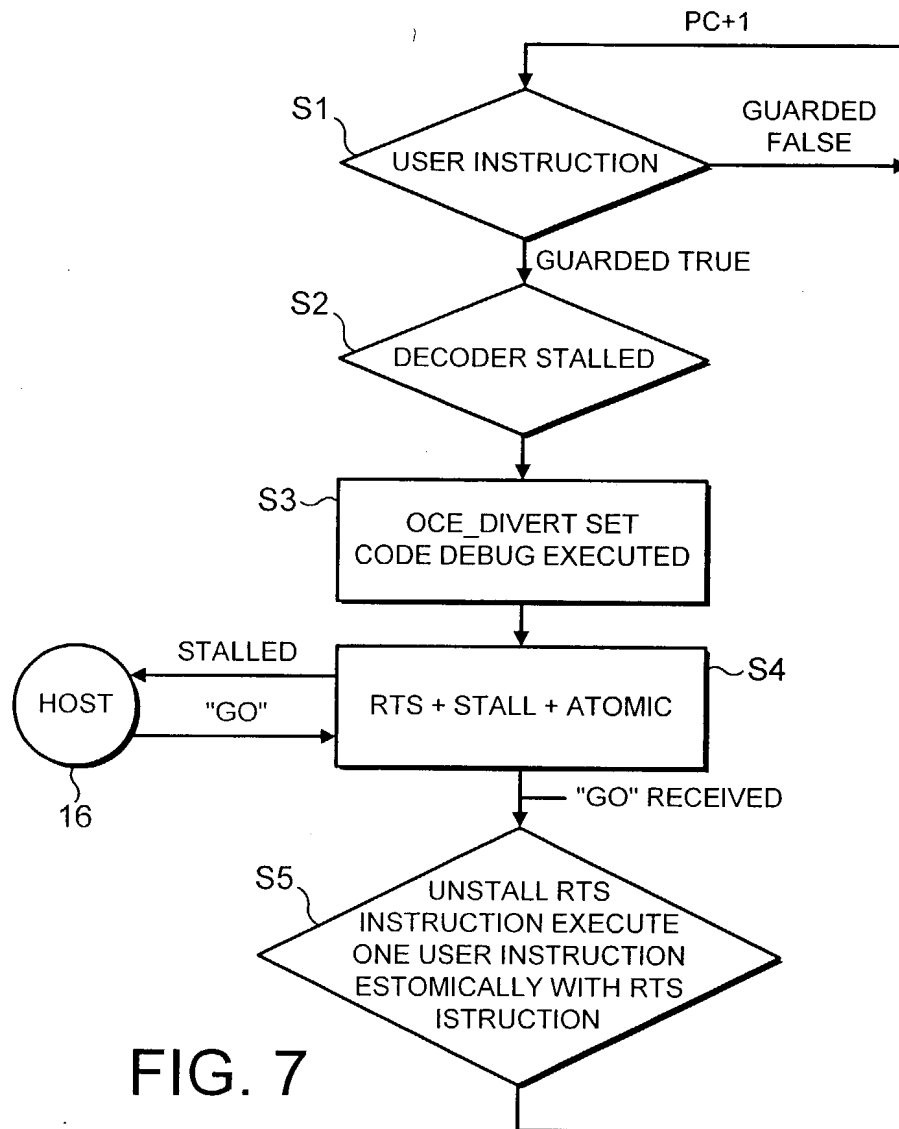 PC+1
S1
USER INSTRUCTION
GUARDED
FALSE
GUARDED TRUE
S2
DECODER STALLED
S3
OCE_DIVERT SET
CODE DEBUG EXECUTED
STALLED
S4
HOST
RTS + STALL + ATOMIC
"GO"
16
"GO" RECEIVED
S5
UNSTALL RTS
INSTRUCTION EXECUTE
ONE USER INSTRUCTION
ESTOMICALLY WITH RTS
ISTRUCTION
FIG. 7